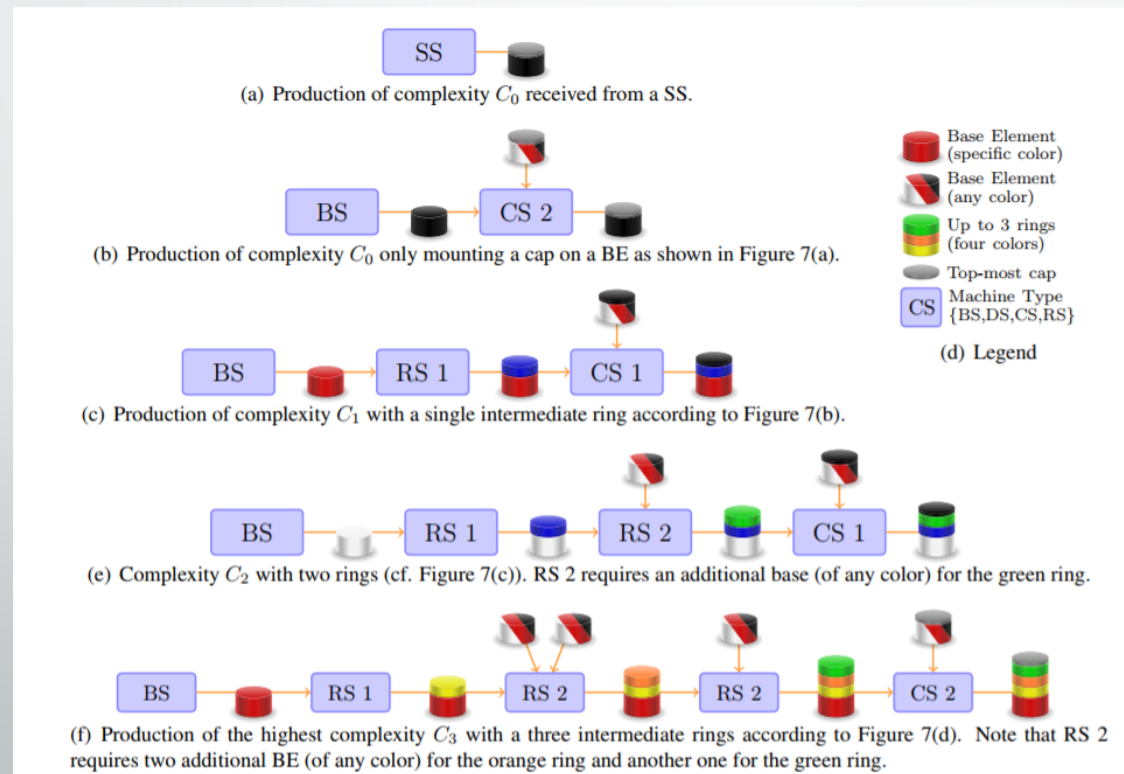 SS
(a) Production of complexity C₀ received from a SS.
BS
CS 2
(b) Production of complexity C₀ only mounting a cap on a BE as shown in Figure 7(a).
Base Element
(specific color)
Base Element
(any color)
Up to 3 rings
(four colors)
Top-most cap
CS
Machine Type
{BS,DS,CS,RS}
(d) Legend
BS
RS 1
CS 1
(c) Production of complexity C₁ with a single intermediate ring according to Figure 7(b).
BS
RS 1
RS 2
CS 1
(e) Complexity C₂ with two rings (cf. Figure 7(c)). RS 2 requires an additional base (of any color) for the green ring.
BS
RS 1
RS 2
RS 2
CS 2
(f) Production of the highest complexity C₃ with a three intermediate rings according to Figure 7(d). Note that RS 2
requires two additional BE (of any color) for the orange ring and another one for the green ring.